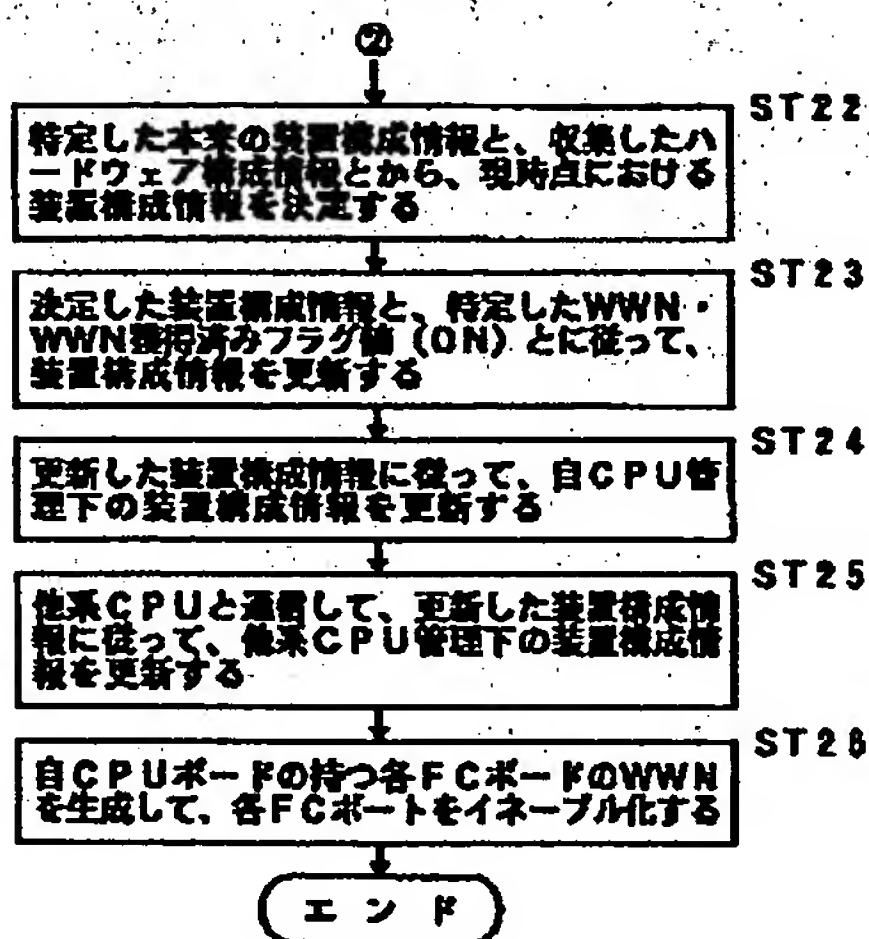 ②
ST22
特定した本来の装置構成情報と、収集したハ
ードウェア構成情報とから、現時点における
装置構成情報を決定する
ST23
決定した装置構成情報と、特定したWWN・
WWN獲得済みフラグ値(ON)とに従って、
装置構成情報を更新する
ST24
更新した装置構成情報に従って、自CPU管
理下の装置構成情報を更新する
ST25
他系CPUと通信して、更新した装置構成情
報に従って、他系CPU管理下の装置構成情
報を更新する
ST26
自CPUボードの持つ各FCボードのWWN
を生成して、各FCポートをイネーブル化する
エンド